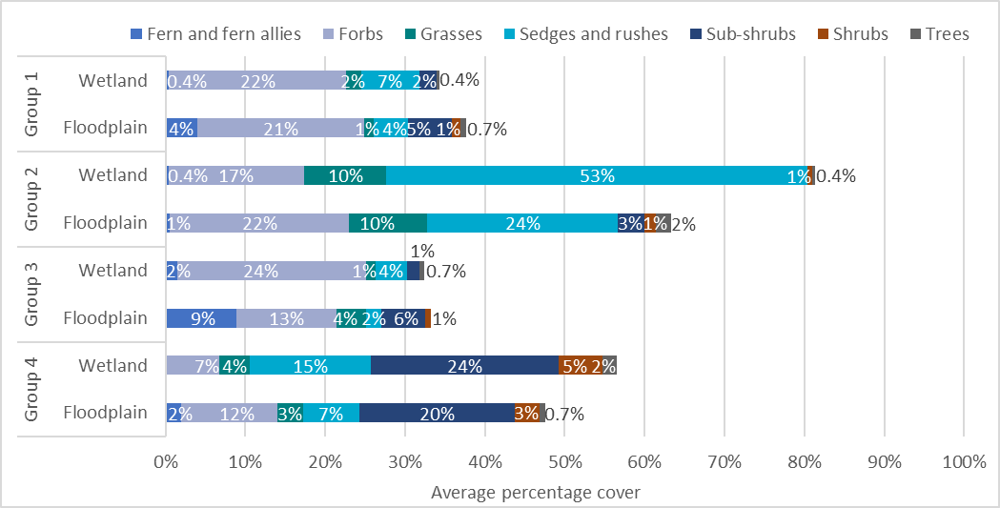 Fern and fern allies Forbs Grasses Sedges and rushes Sub-shrubs Shrubs Trees
Group 1
Wetland 0.4% 22% 2% 7% 2% 0.4%
Floodplain 4% 21% 1% 4% 5% 1% 0.7%
Group 2
Wetland 0.4% 17% 10% 53% 1% 0.4%
Floodplain 1% 22% 10% 24% 3% 1% 2%
Group 3
1%
Wetland 2% 24% 1% 4% 0.7%
Floodplain 9% 13% 4% 2% 6% 1%
Group 4
Wetland 7% 4% 15% 24% 5% 2%
Floodplain 2% 12% 3% 7% 20% 3% 0.7%
0% 10% 20% 30% 40% 50% 60% 70% 80% 90% 100%
Average percentage cover